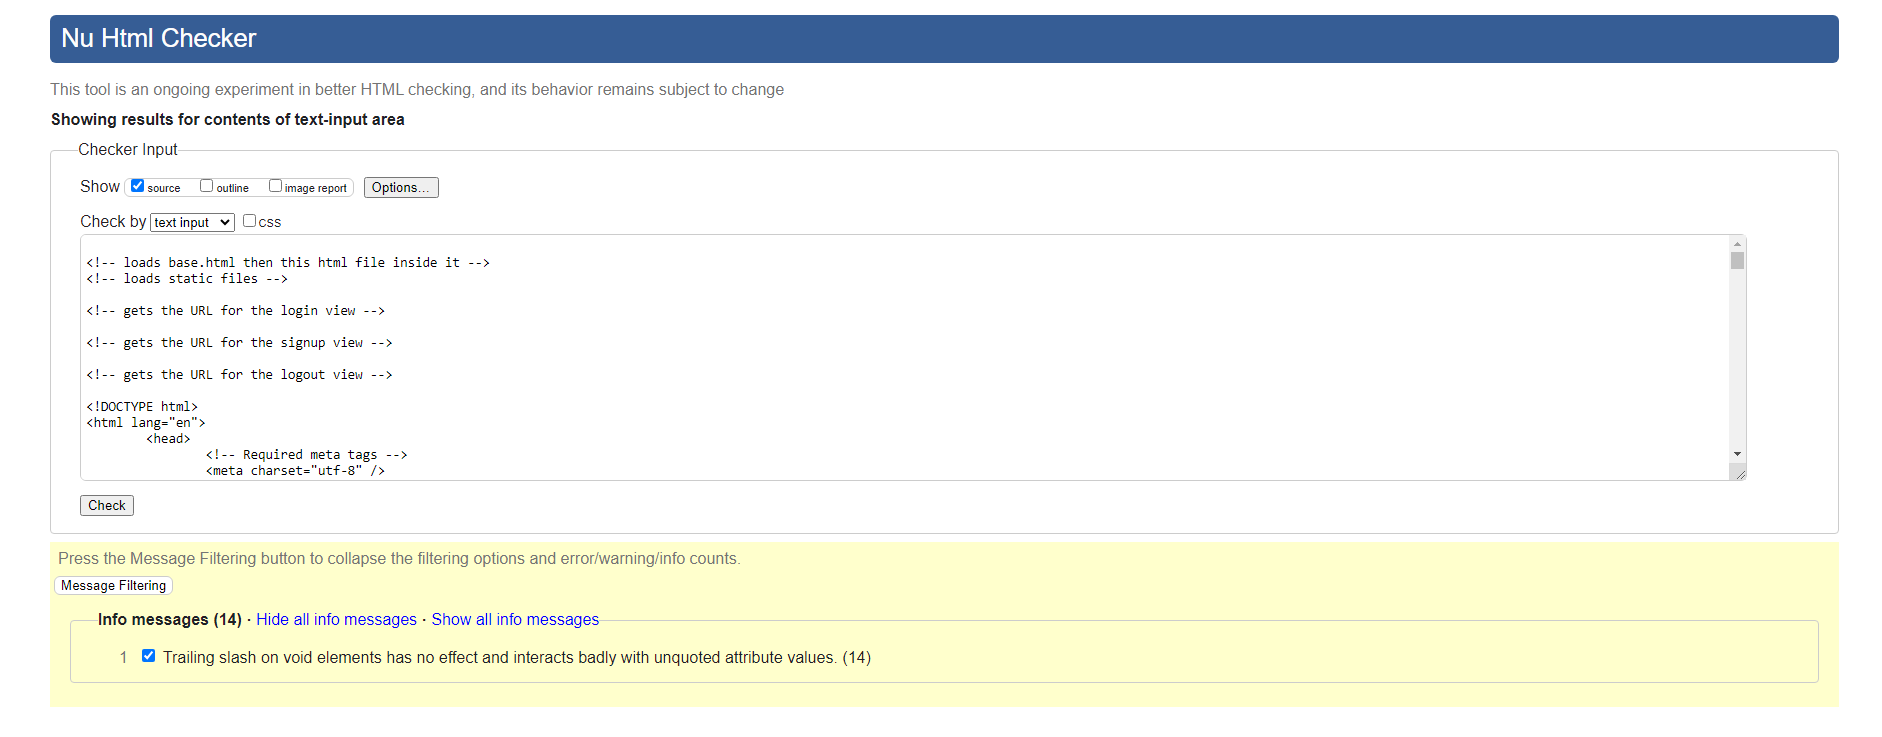 Nu Html Checker
This tool is an ongoing experiment in better HTML checking, and its behavior remains subject to change
Showing results for contents of text-input area
Checker Input
Show source outline image report Options...
Check by text input css
<!-- loads base.html then this html file inside it -->
<!-- loads static files -->
<!-- gets the URL for the login view -->
<!-- gets the URL for the signup view -->
<!-- gets the URL for the logout view -->
<!DOCTYPE html>
<html lang="en">
<head>
<!-- Required meta tags -->
<meta charset="utf-8" />
Check
Press the Message Filtering button to collapse the filtering options and error/warning/info counts.
Message Filtering
Info messages (14) · Hide all info messages · Show all info messages
1 Trailing slash on void elements has no effect and interacts badly with unquoted attribute values. (14)